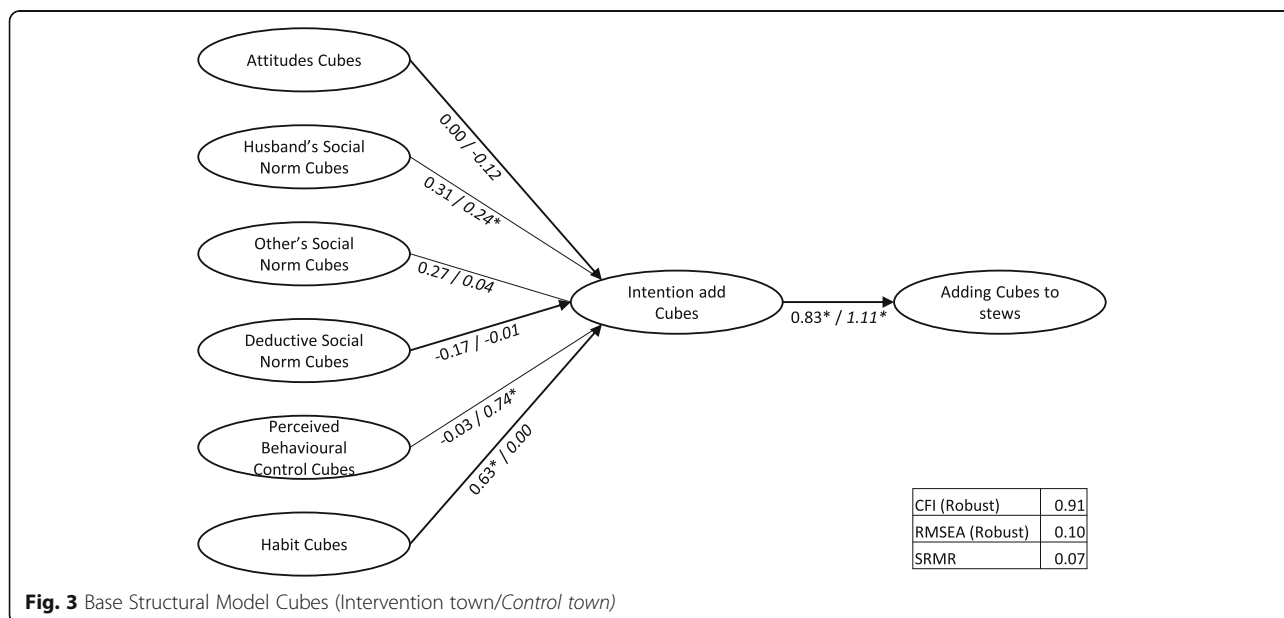 Attitudes Cubes
Husband's Social
Norm Cubes
Other's Social
Norm Cubes
Deductive Social
Norm Cubes
Perceived
Behavioural
Control Cubes
Habit Cubes
0.00 / -0.12
0.31 / 0.24*
0.27 / 0.04
-0.17 / -0.01
-0.03 / 0.74*
0.63* / 0.00
Intention add
Cubes
0.83* / 1.11*
Adding Cubes to
stews
CFI (Robust) 0.91
RMSEA (Robust) 0.10
SRMR 0.07
Fig. 3 Base Structural Model Cubes (Intervention town/Control town)